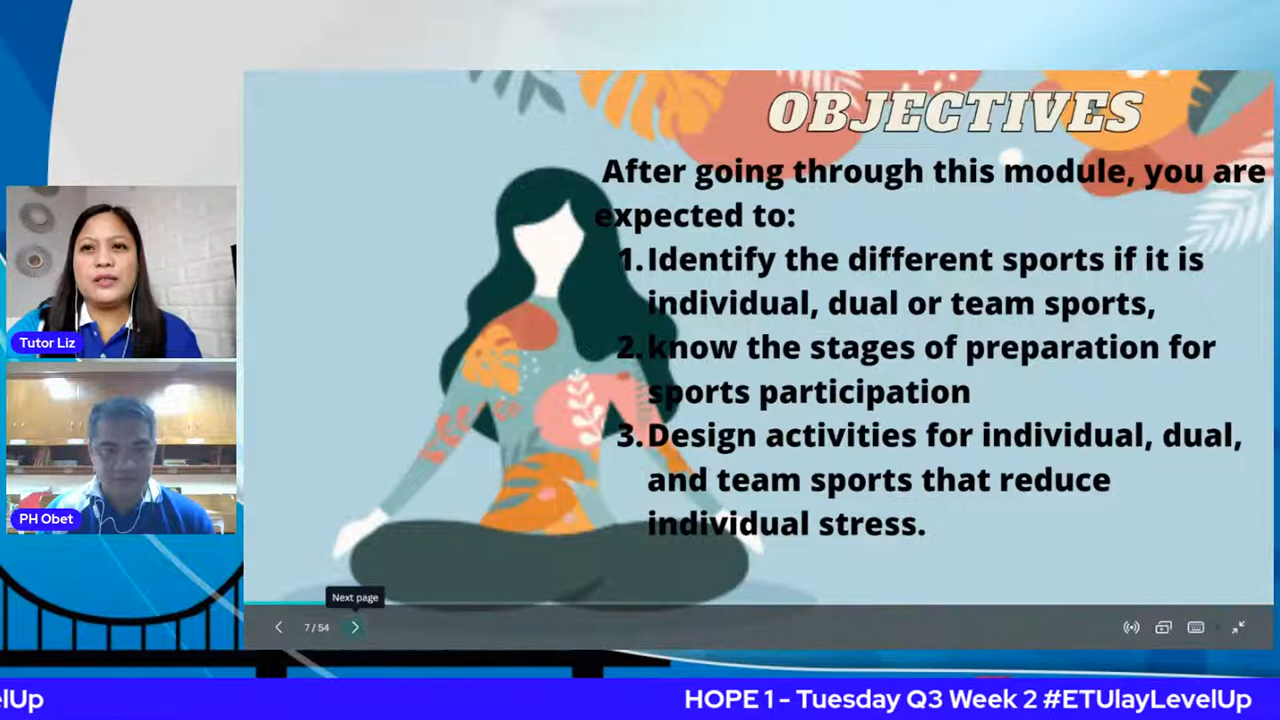 OBJECTIVES
After going through this module, you are
expected to:
1. Identify the different sports if it is
individual, dual or team sports,
2. know the stages of preparation for
sports participation
3. Design activities for individual, dual,
and team sports that reduce
individual stress.
Tutor Liz
PH Obet
Next page
7 / 54
elUp
HOPE 1 - Tuesday Q3 Week 2 #ETUlayLevelUp